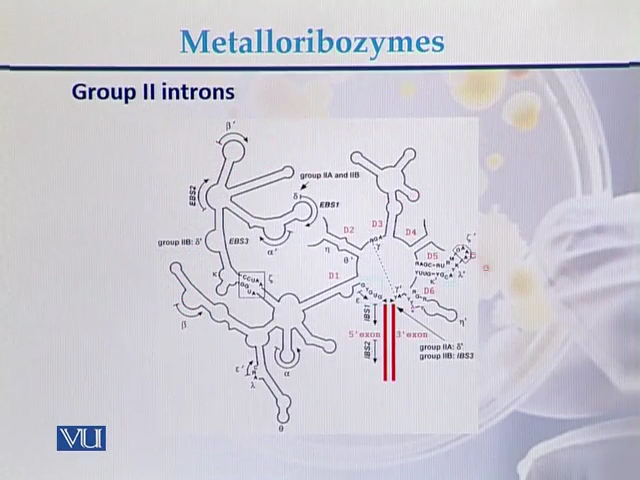 Metalloribozymes
Group II introns
β'
group IIA and IIB
EBS2
δ
EBS1
D3
D2
D4
α'
group IIB: δ'
EBS3
η
γ
ζ'
θ'
D5
D1
κ
ζ
λ'
κ'
ε
γ'
D6
IBS1
β
η'
5'exon
3'exon
IBS2
group IIA: δ'
group IIB: IBS3
α
ε'
λ
θ
VU